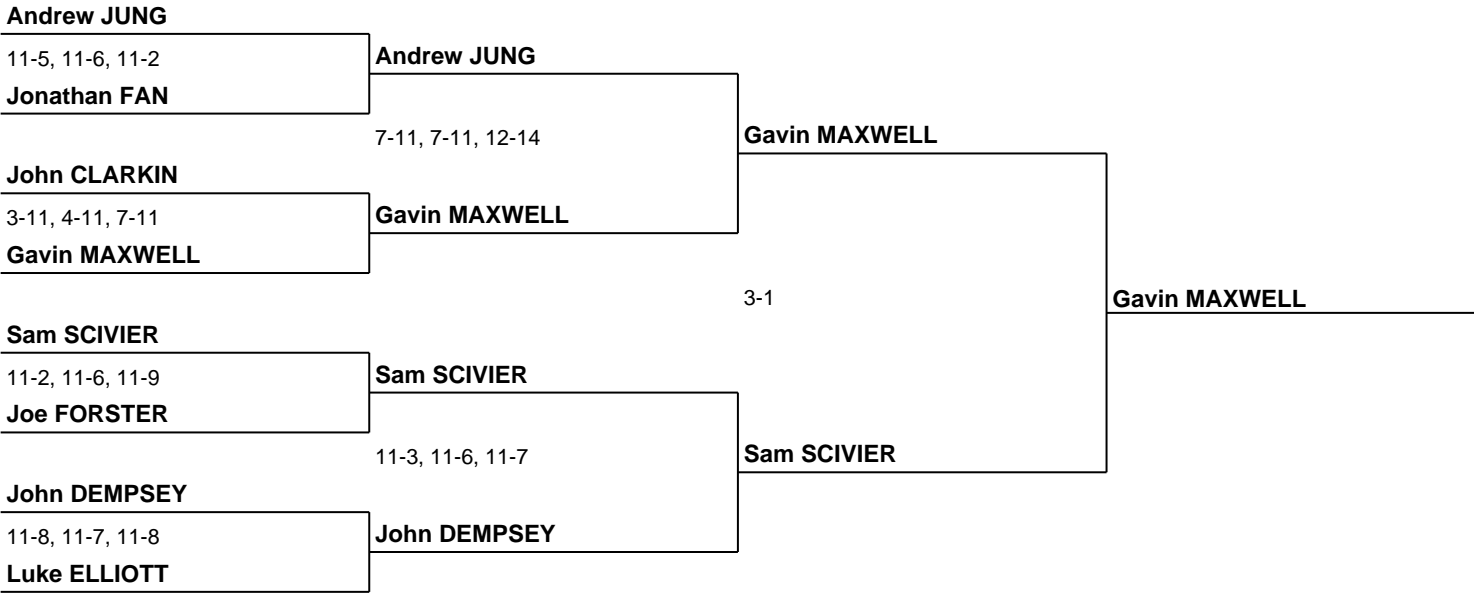 Andrew JUNG
11-5, 11-6, 11-2
Jonathan FAN
John CLARKIN
3-11, 4-11, 7-11
Gavin MAXWELL
Sam SCIVIER
11-2, 11-6, 11-9
Joe FORSTER
John DEMPSEY
11-8, 11-7, 11-8
Luke ELLIOTT
Andrew JUNG
7-11, 7-11, 12-14
Gavin MAXWELL
Sam SCIVIER
11-3, 11-6, 11-7
John DEMPSEY
Gavin MAXWELL
3-1
Sam SCIVIER
Gavin MAXWELL